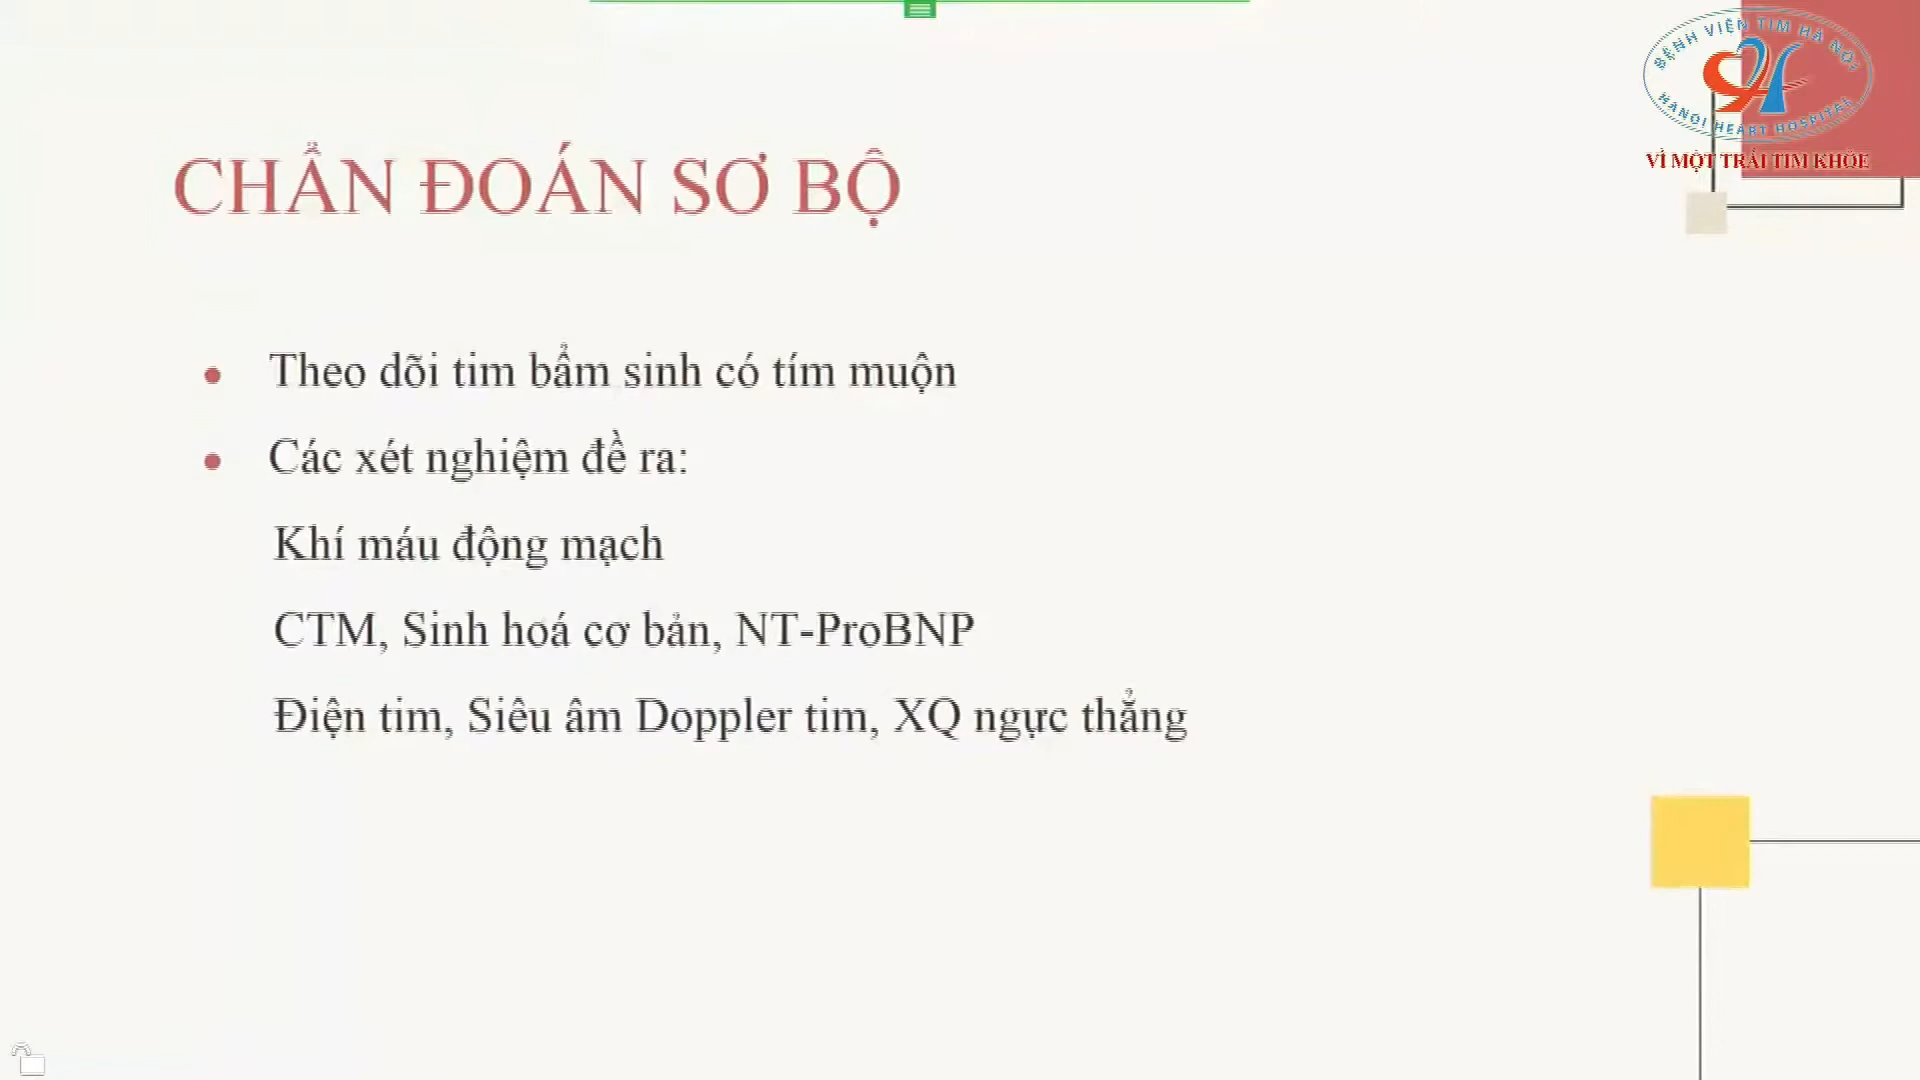 BỆNH VIỆN TIM HÀ NỘI
HANOI HEART HOSPITAL
VÌ MỘT TRÁI TIM KHỎE
CHẨN ĐOÁN SƠ BỘ
Theo dõi tim bẩm sinh có tím muộn
Các xét nghiệm đề ra:
Khí máu động mạch
CTM, Sinh hoá cơ bản, NT-ProBNP
Điện tim, Siêu âm Doppler tim, XQ ngực thẳng